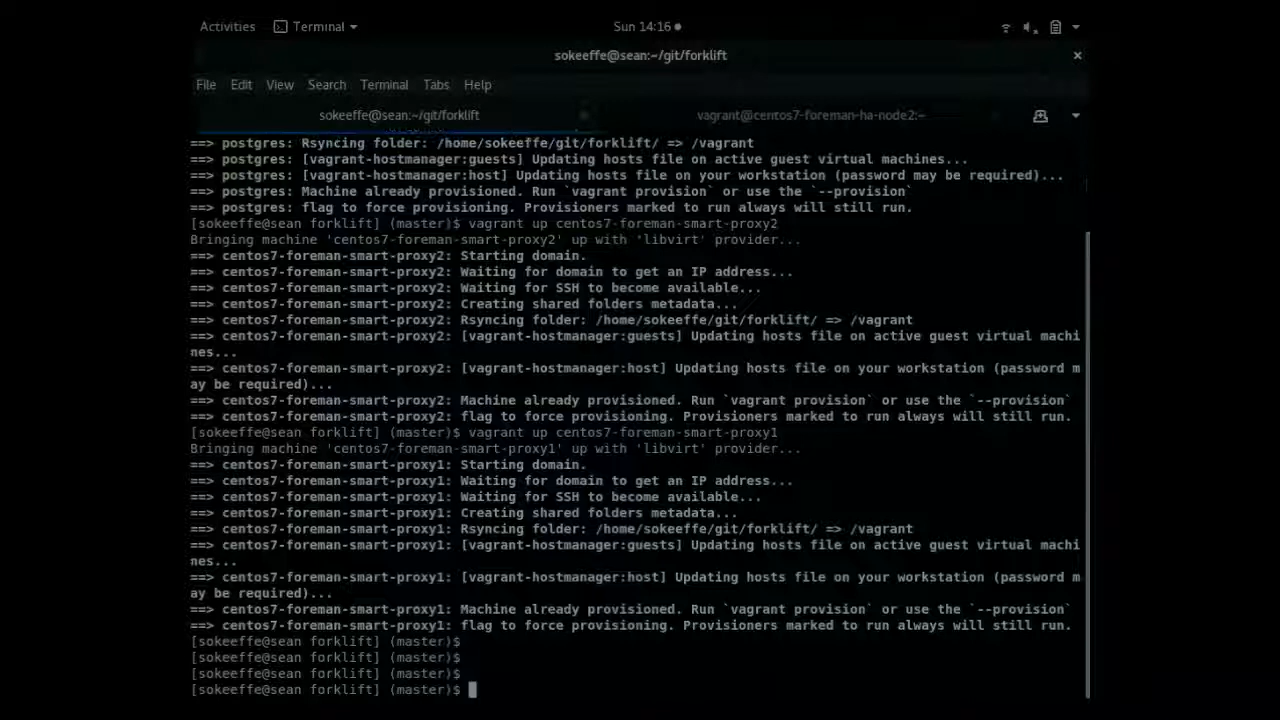 Activities Terminal Sun 14:16
sokeeffe@sean:~/git/forklift
File Edit View Search Terminal Tabs Help
sokeeffe@sean:~/git/forklift vagrant@centos7-foreman-ha-node2:~
==> postgres: Rsyncing folder: /home/sokeeffe/git/forklift/ => /vagrant
==> postgres: [vagrant-hostmanager:guests] Updating hosts file on active guest virtual machines...
==> postgres: [vagrant-hostmanager:host] Updating hosts file on your workstation (password may be required)...
==> postgres: Machine already provisioned. Run `vagrant provision` or use the `--provision`
==> postgres: flag to force provisioning. Provisioners marked to run always will still run.
[sokeeffe@sean forklift] (master)$ vagrant up centos7-foreman-smart-proxy2
Bringing machine 'centos7-foreman-smart-proxy2' up with 'libvirt' provider...
==> centos7-foreman-smart-proxy2: Starting domain.
==> centos7-foreman-smart-proxy2: Waiting for domain to get an IP address...
==> centos7-foreman-smart-proxy2: Waiting for SSH to become available...
==> centos7-foreman-smart-proxy2: Creating shared folders metadata...
==> centos7-foreman-smart-proxy2: Rsyncing folder: /home/sokeeffe/git/forklift/ => /vagrant
==> centos7-foreman-smart-proxy2: [vagrant-hostmanager:guests] Updating hosts file on active guest virtual machi
nes...
==> centos7-foreman-smart-proxy2: [vagrant-hostmanager:host] Updating hosts file on your workstation (password m
ay be required)...
==> centos7-foreman-smart-proxy2: Machine already provisioned. Run `vagrant provision` or use the `--provision`
==> centos7-foreman-smart-proxy2: flag to force provisioning. Provisioners marked to run always will still run.
[sokeeffe@sean forklift] (master)$ vagrant up centos7-foreman-smart-proxy1
Bringing machine 'centos7-foreman-smart-proxy1' up with 'libvirt' provider...
==> centos7-foreman-smart-proxy1: Starting domain.
==> centos7-foreman-smart-proxy1: Waiting for domain to get an IP address...
==> centos7-foreman-smart-proxy1: Waiting for SSH to become available...
==> centos7-foreman-smart-proxy1: Creating shared folders metadata...
==> centos7-foreman-smart-proxy1: Rsyncing folder: /home/sokeeffe/git/forklift/ => /vagrant
==> centos7-foreman-smart-proxy1: [vagrant-hostmanager:guests] Updating hosts file on active guest virtual machi
nes...
==> centos7-foreman-smart-proxy1: [vagrant-hostmanager:host] Updating hosts file on your workstation (password m
ay be required)...
==> centos7-foreman-smart-proxy1: Machine already provisioned. Run `vagrant provision` or use the `--provision`
==> centos7-foreman-smart-proxy1: flag to force provisioning. Provisioners marked to run always will still run.
[sokeeffe@sean forklift] (master)$
[sokeeffe@sean forklift] (master)$
[sokeeffe@sean forklift] (master)$
[sokeeffe@sean forklift] (master)$